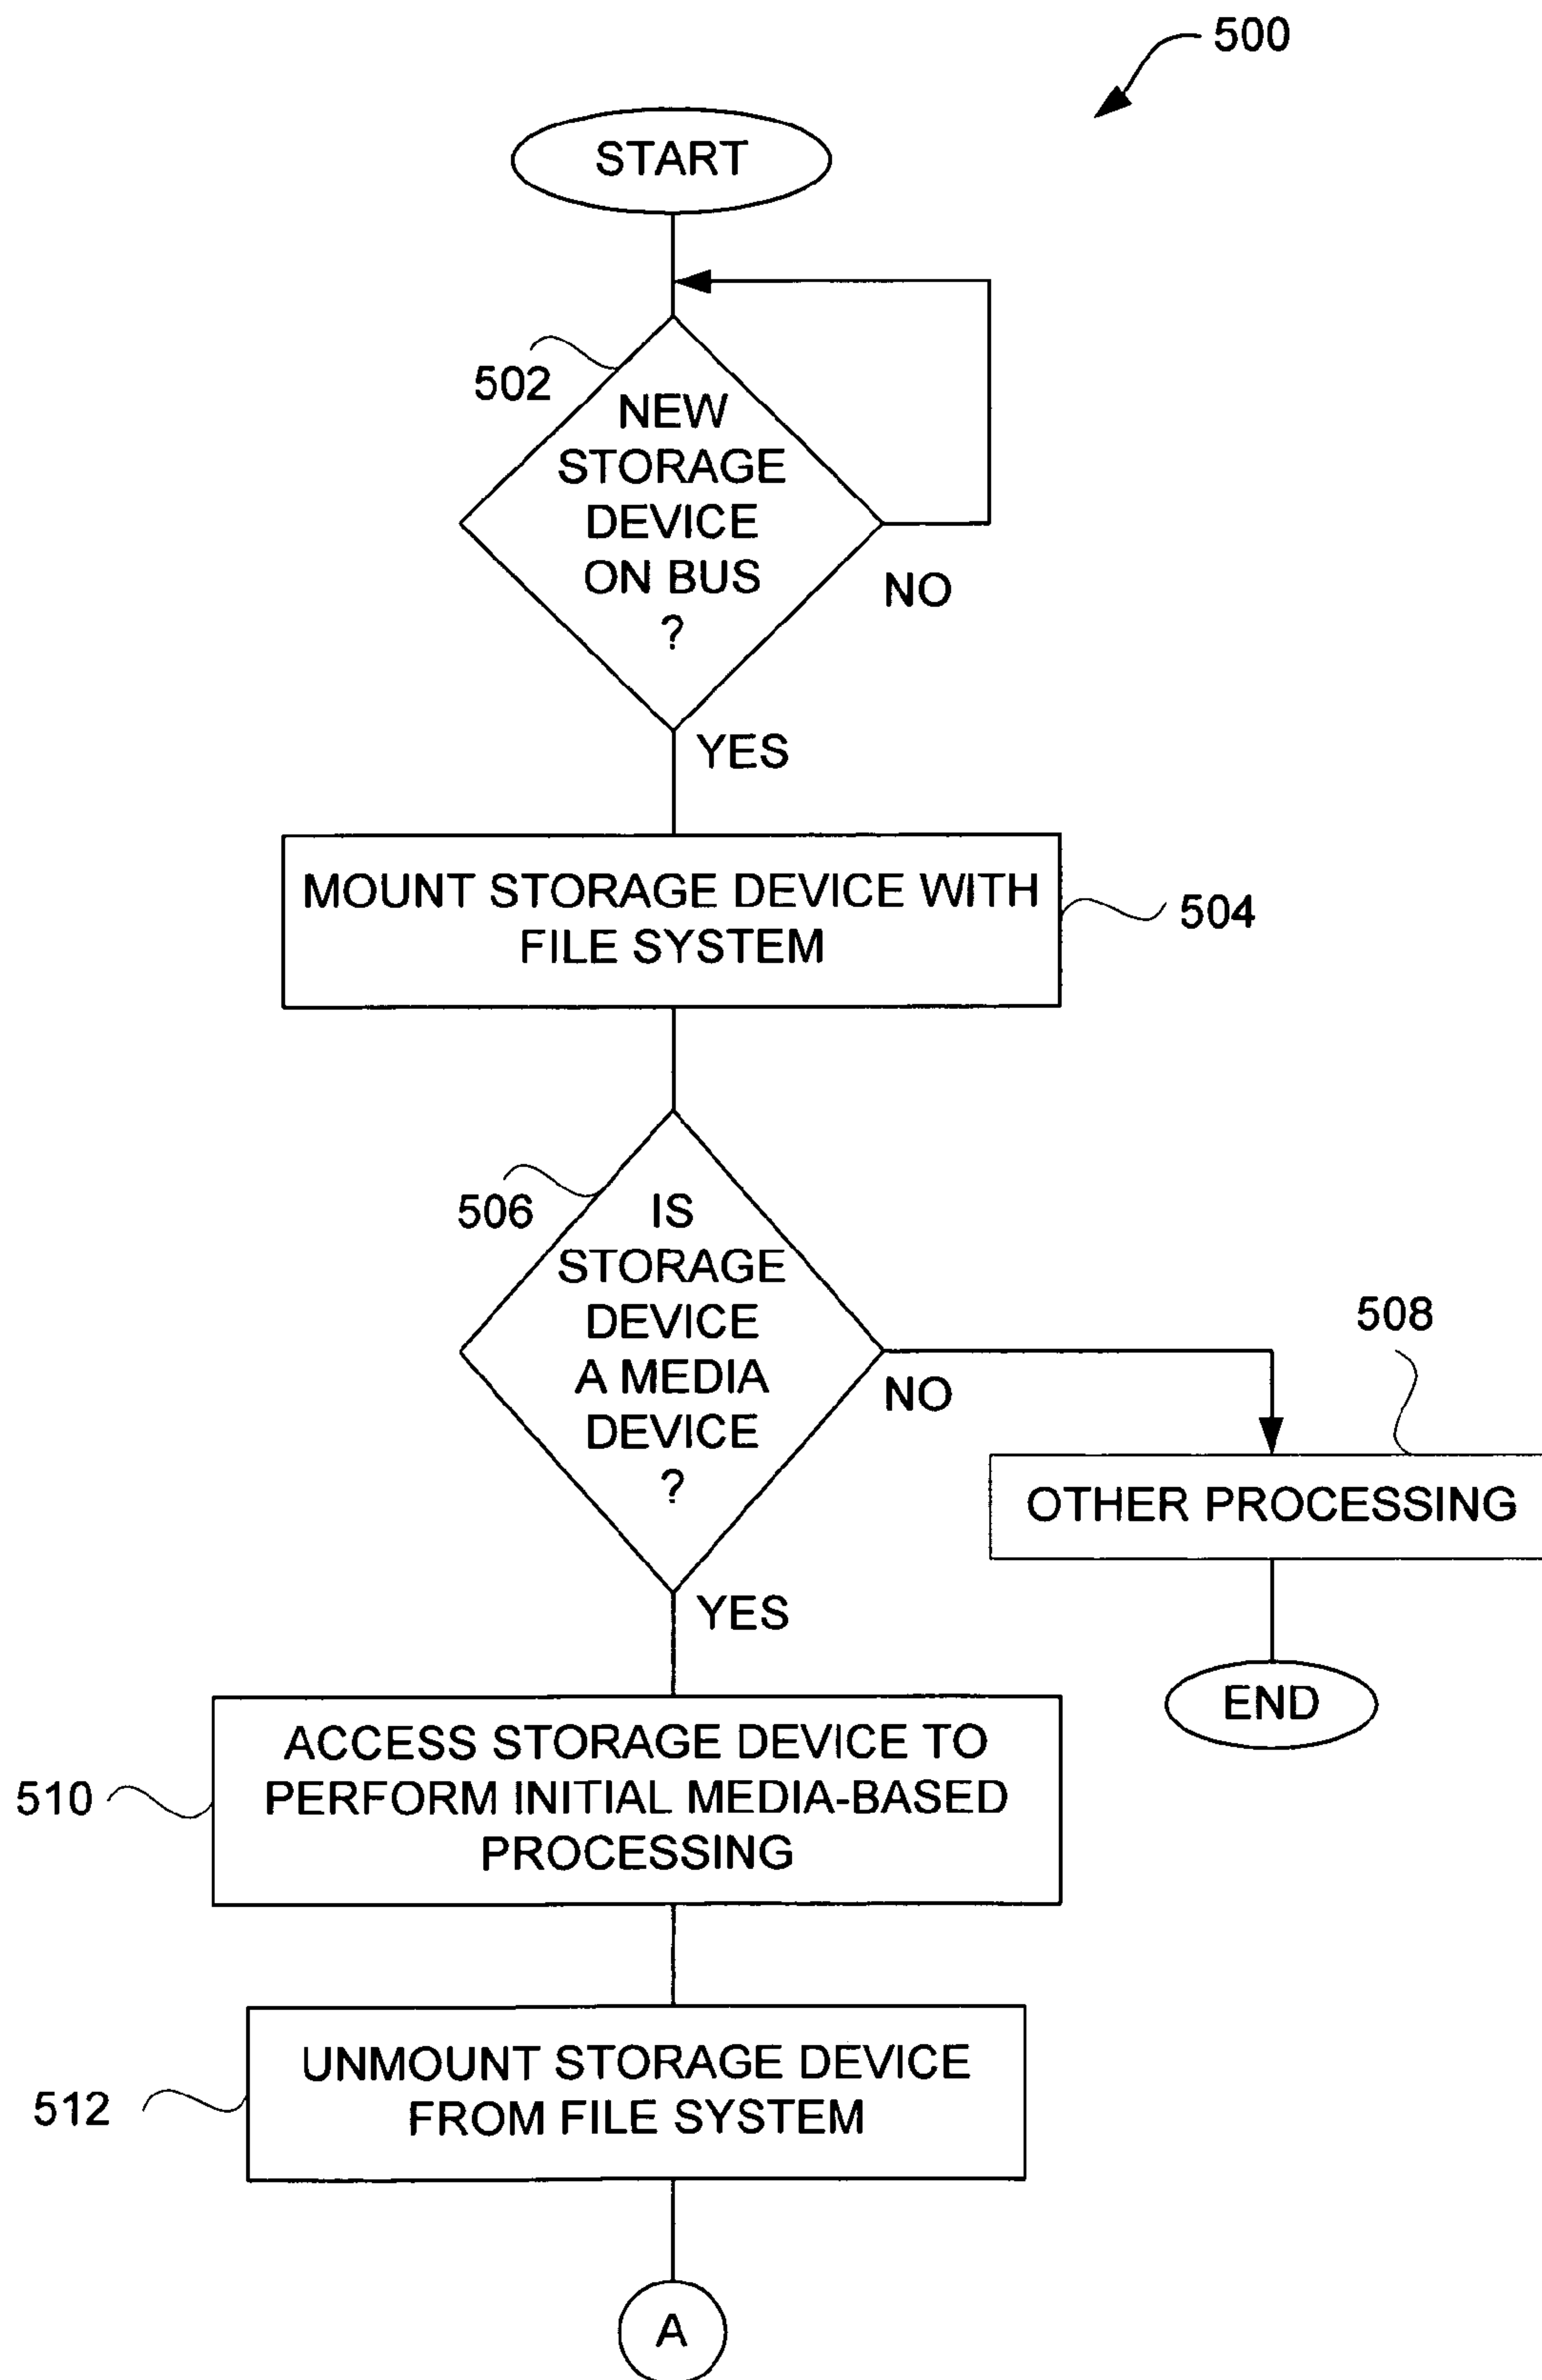 500
START
502
NEW
STORAGE
DEVICE
ON BUS
?
NO
YES
MOUNT STORAGE DEVICE WITH
FILE SYSTEM
504
506
IS
STORAGE
DEVICE
A MEDIA
DEVICE
?
NO
508
OTHER PROCESSING
END
YES
510
ACCESS STORAGE DEVICE TO
PERFORM INITIAL MEDIA-BASED
PROCESSING
512
UNMOUNT STORAGE DEVICE
FROM FILE SYSTEM
A